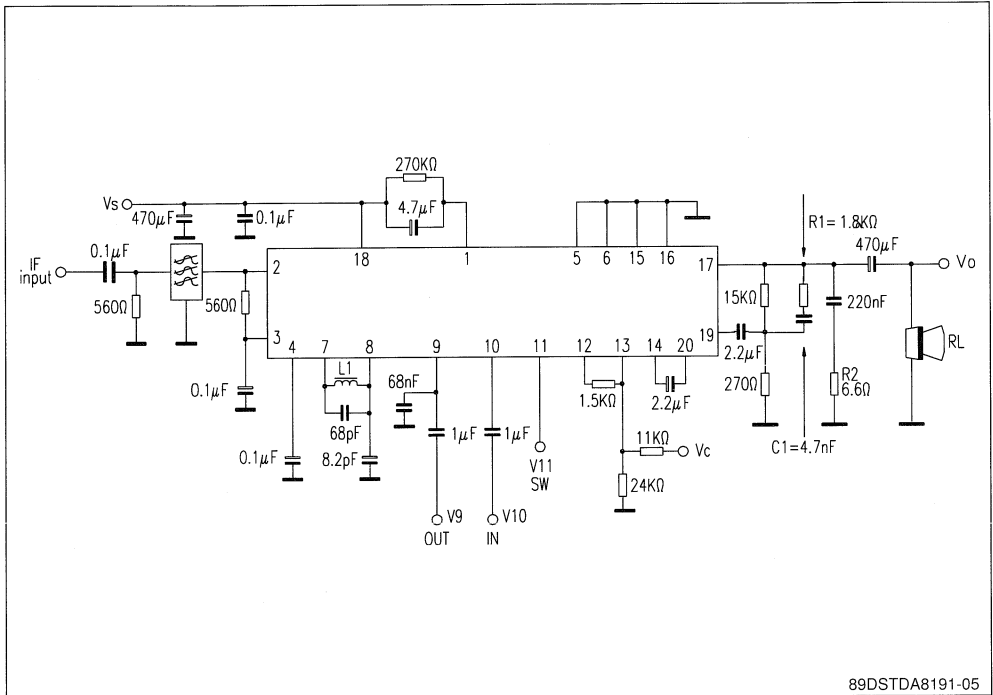 270KΩ
Vs
470μF
0.1μF
4.7μF
R1=1.8KΩ
470μF
0.1μF
IF
input
Vo
5 6 15 16
18 1
2
17
560Ω
560Ω
15KΩ
220nF
3
19
RL
4 7 8 9 10 11 12 13 14 20
2.2μF
L1
68nF
0.1μF
1.5KΩ
2.2μF
270Ω
R2
6.6Ω
68pF
1μF
1μF
11KΩ
Vc
C1=4.7nF
0.1μF
8.2pF
V11
SW
24KΩ
V9
V10
OUT
IN
89DSTDA8191-05